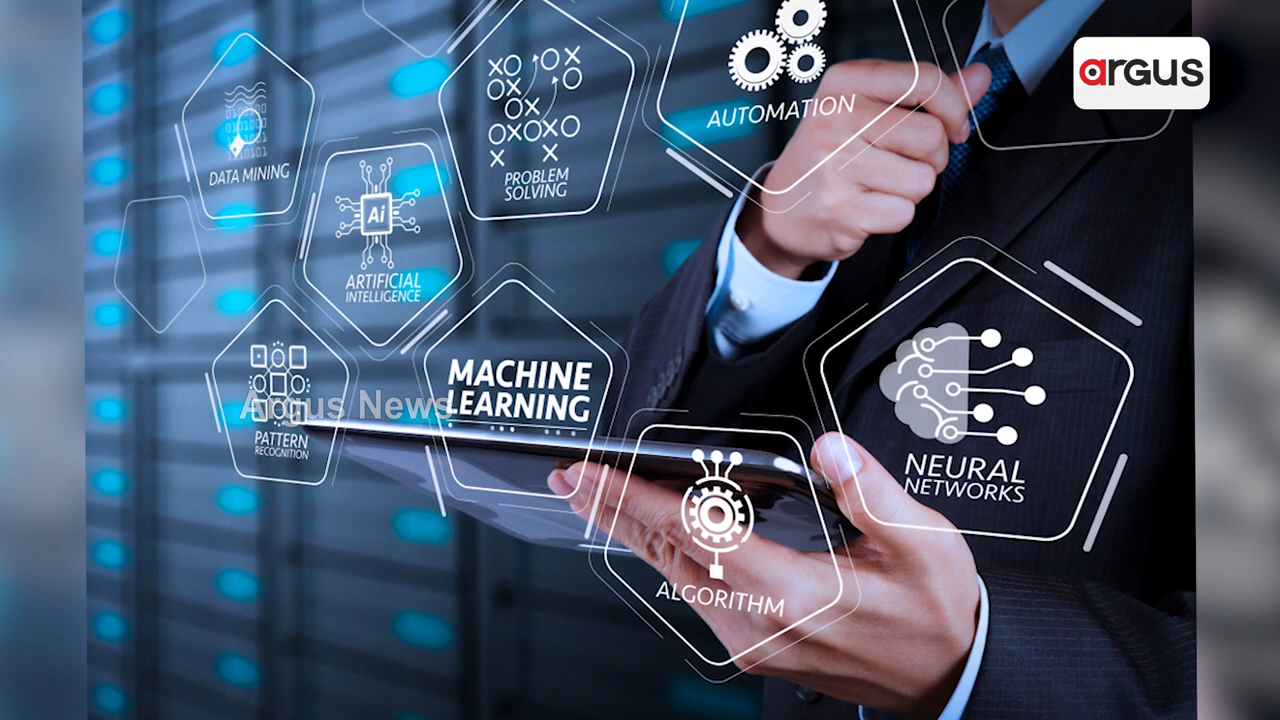 argus
AUTOMATION
DATA MINING
PROBLEM
SOLVING
Ai
ARTIFICIAL
INTELLIGENCE
MACHINE
LEARNING
Argus News
PATTERN
RECOGNITION
NEURAL
NETWORKS
ALGORITHM